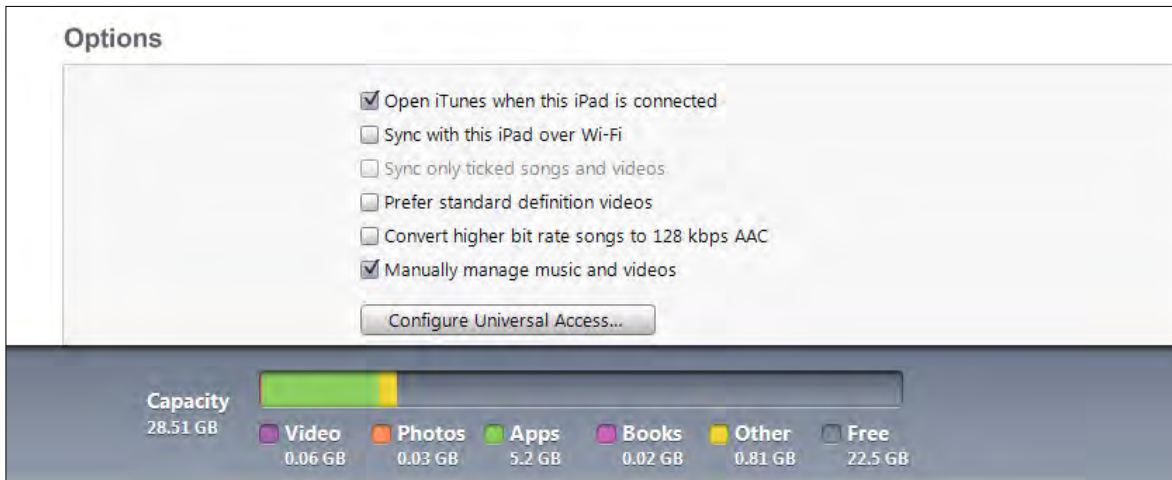 Options
Open iTunes when this iPad is connected
Sync with this iPad over Wi-Fi
Sync only ticked songs and videos
Prefer standard definition videos
Convert higher bit rate songs to 128 kbps AAC
Manually manage music and videos
Configure Universal Access...
Capacity
28.51 GB
Video Photos Apps Books Other Free
0.06 GB 0.03 GB 5.2 GB 0.02 GB 0.81 GB 22.5 GB